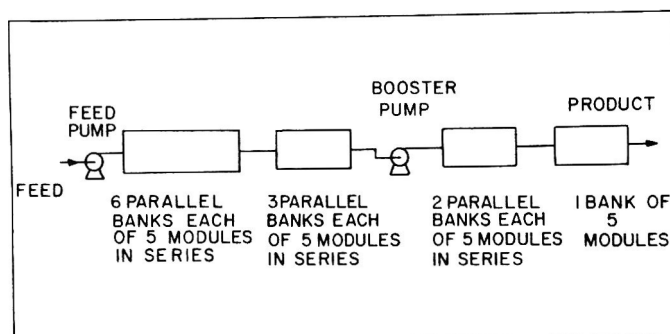 FEED
PUMP
FEED
BOOSTER
PUMP
PRODUCT
6 PARALLEL
BANKS EACH
OF 5 MODULES
IN SERIES
3 PARALLEL
BANKS EACH
OF 5 MODULES
IN SERIES
2 PARALLEL
BANKS EACH
OF 5 MODULES
IN SERIES
1 BANK OF
5
MODULES